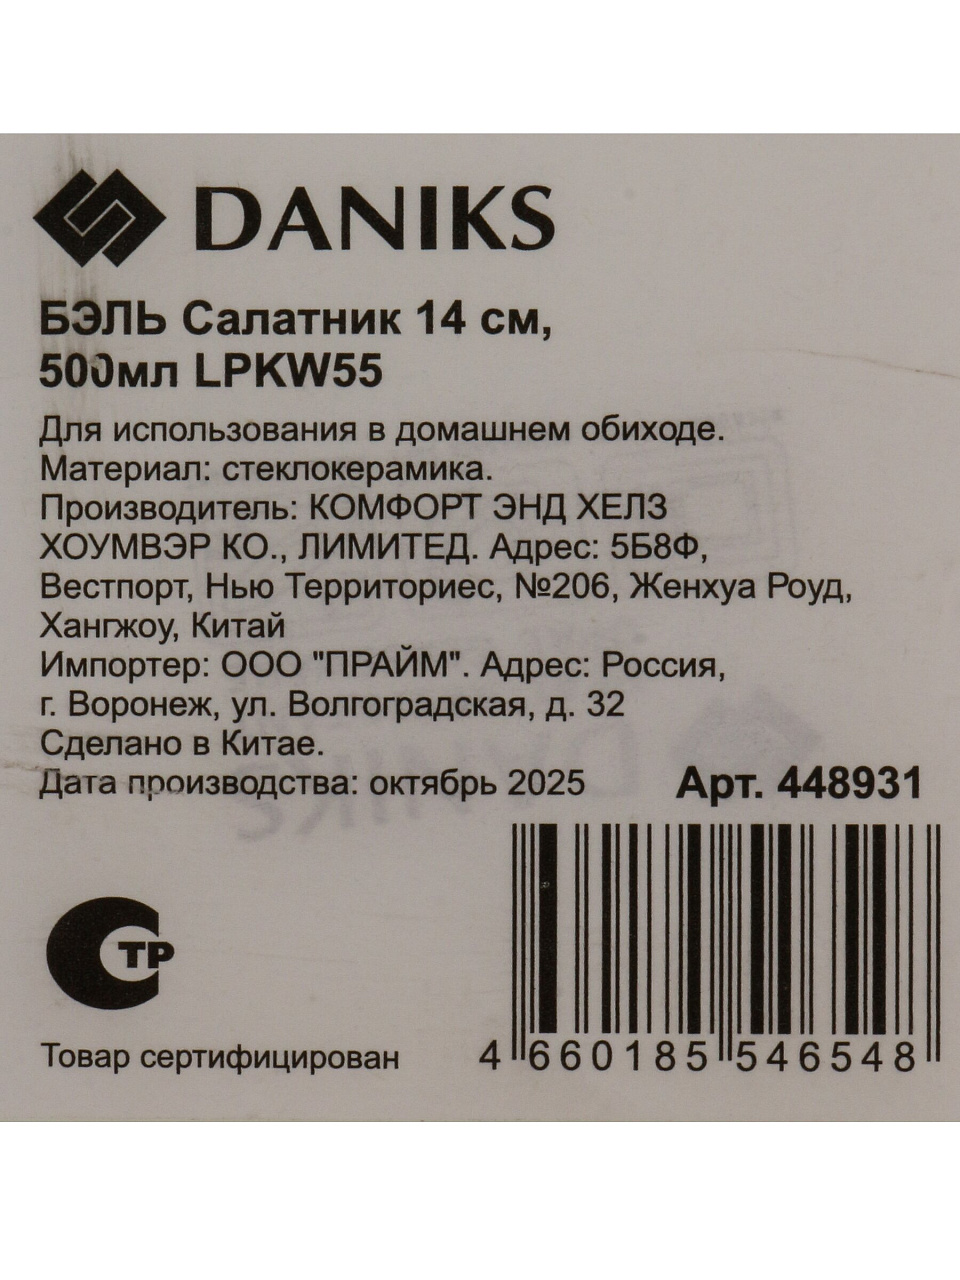 DANIKS
БЭЛЬ Салатник 14 см,
500мл LPKW55
Для использования в домашнем обиходе.
Материал: стеклокерамика.
Производитель: КОМФОРТ ЭНД ХЕЛЗ
ХОУМВЭР КО., ЛИМИТЕД. Адрес: 5Б8Ф,
Вестпорт, Нью Территориес, №206, Женхуа Роуд,
Хангжоу, Китай
Импортер: ООО "ПРАЙМ". Адрес: Россия,
г. Воронеж, ул. Волгоградская, д. 32
Сделано в Китае.
Дата производства: октябрь 2025
Арт. 448931
СТР
Товар сертифицирован
4 660185 546548